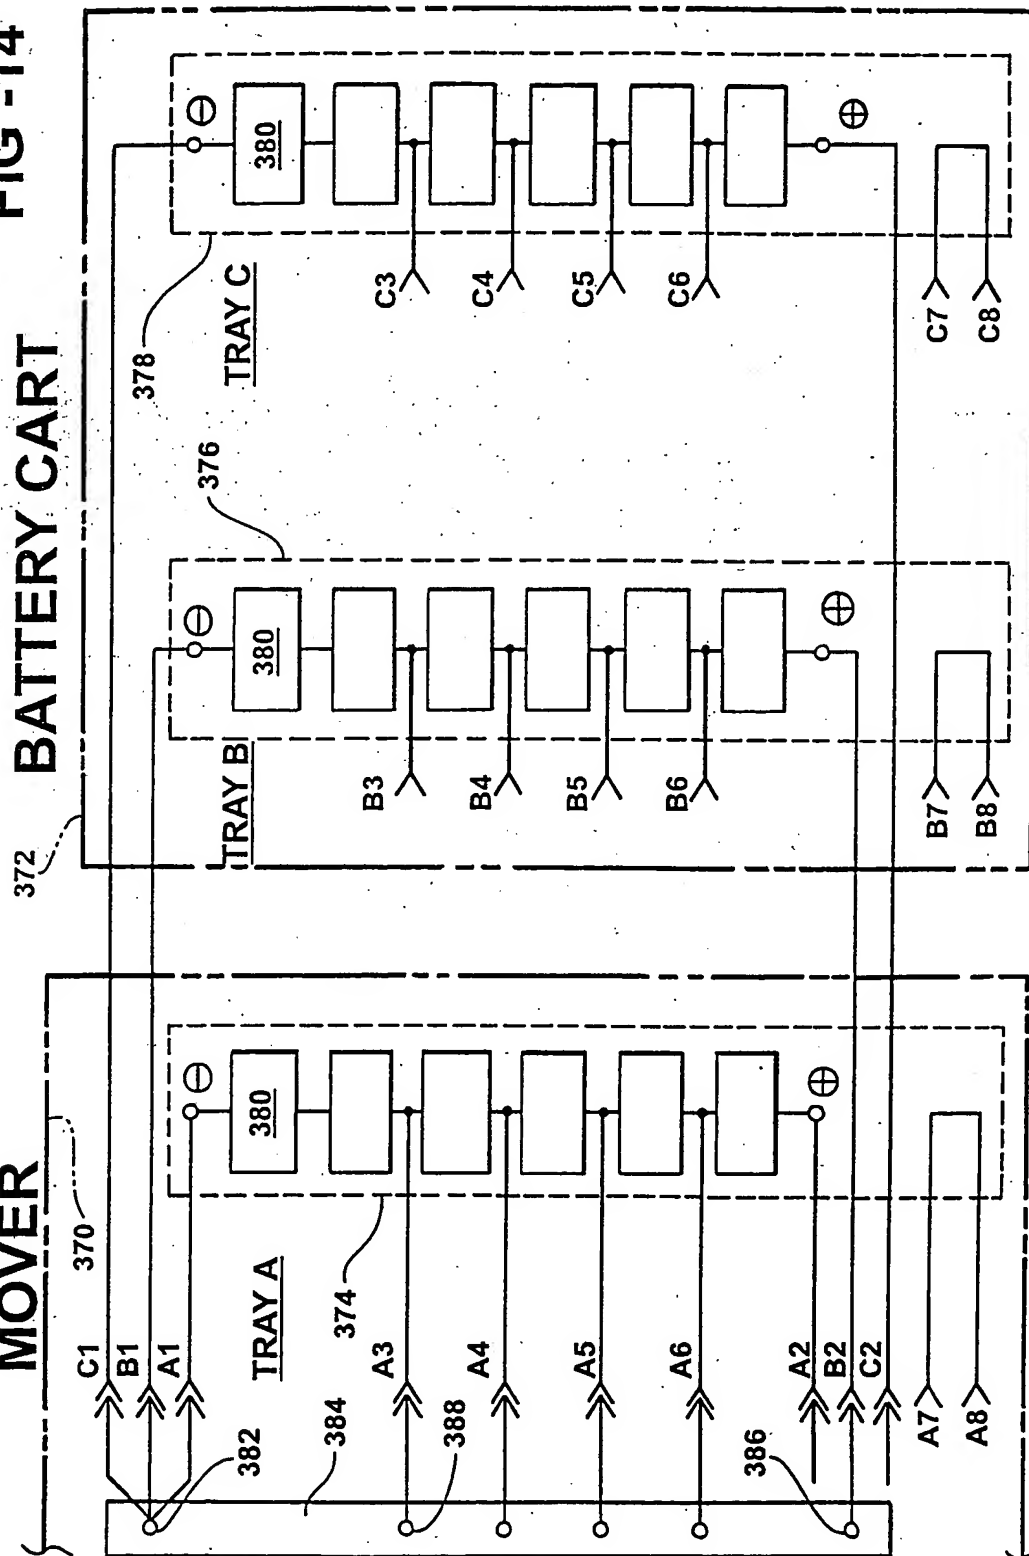 FIG-14
BATTERY CART
MOVER
372
370
378
376
374
TRAY C
TRAY B
TRAY A
380
380
380
⊖
⊖
⊖
⊕
⊕
⊕
C1
B1
A1
C3
C4
C5
C6
C7
C8
B3
B4
B5
B6
B7
B8
A3
A4
A5
A6
A2
B2
C2
A7
A8
382
384
388
386